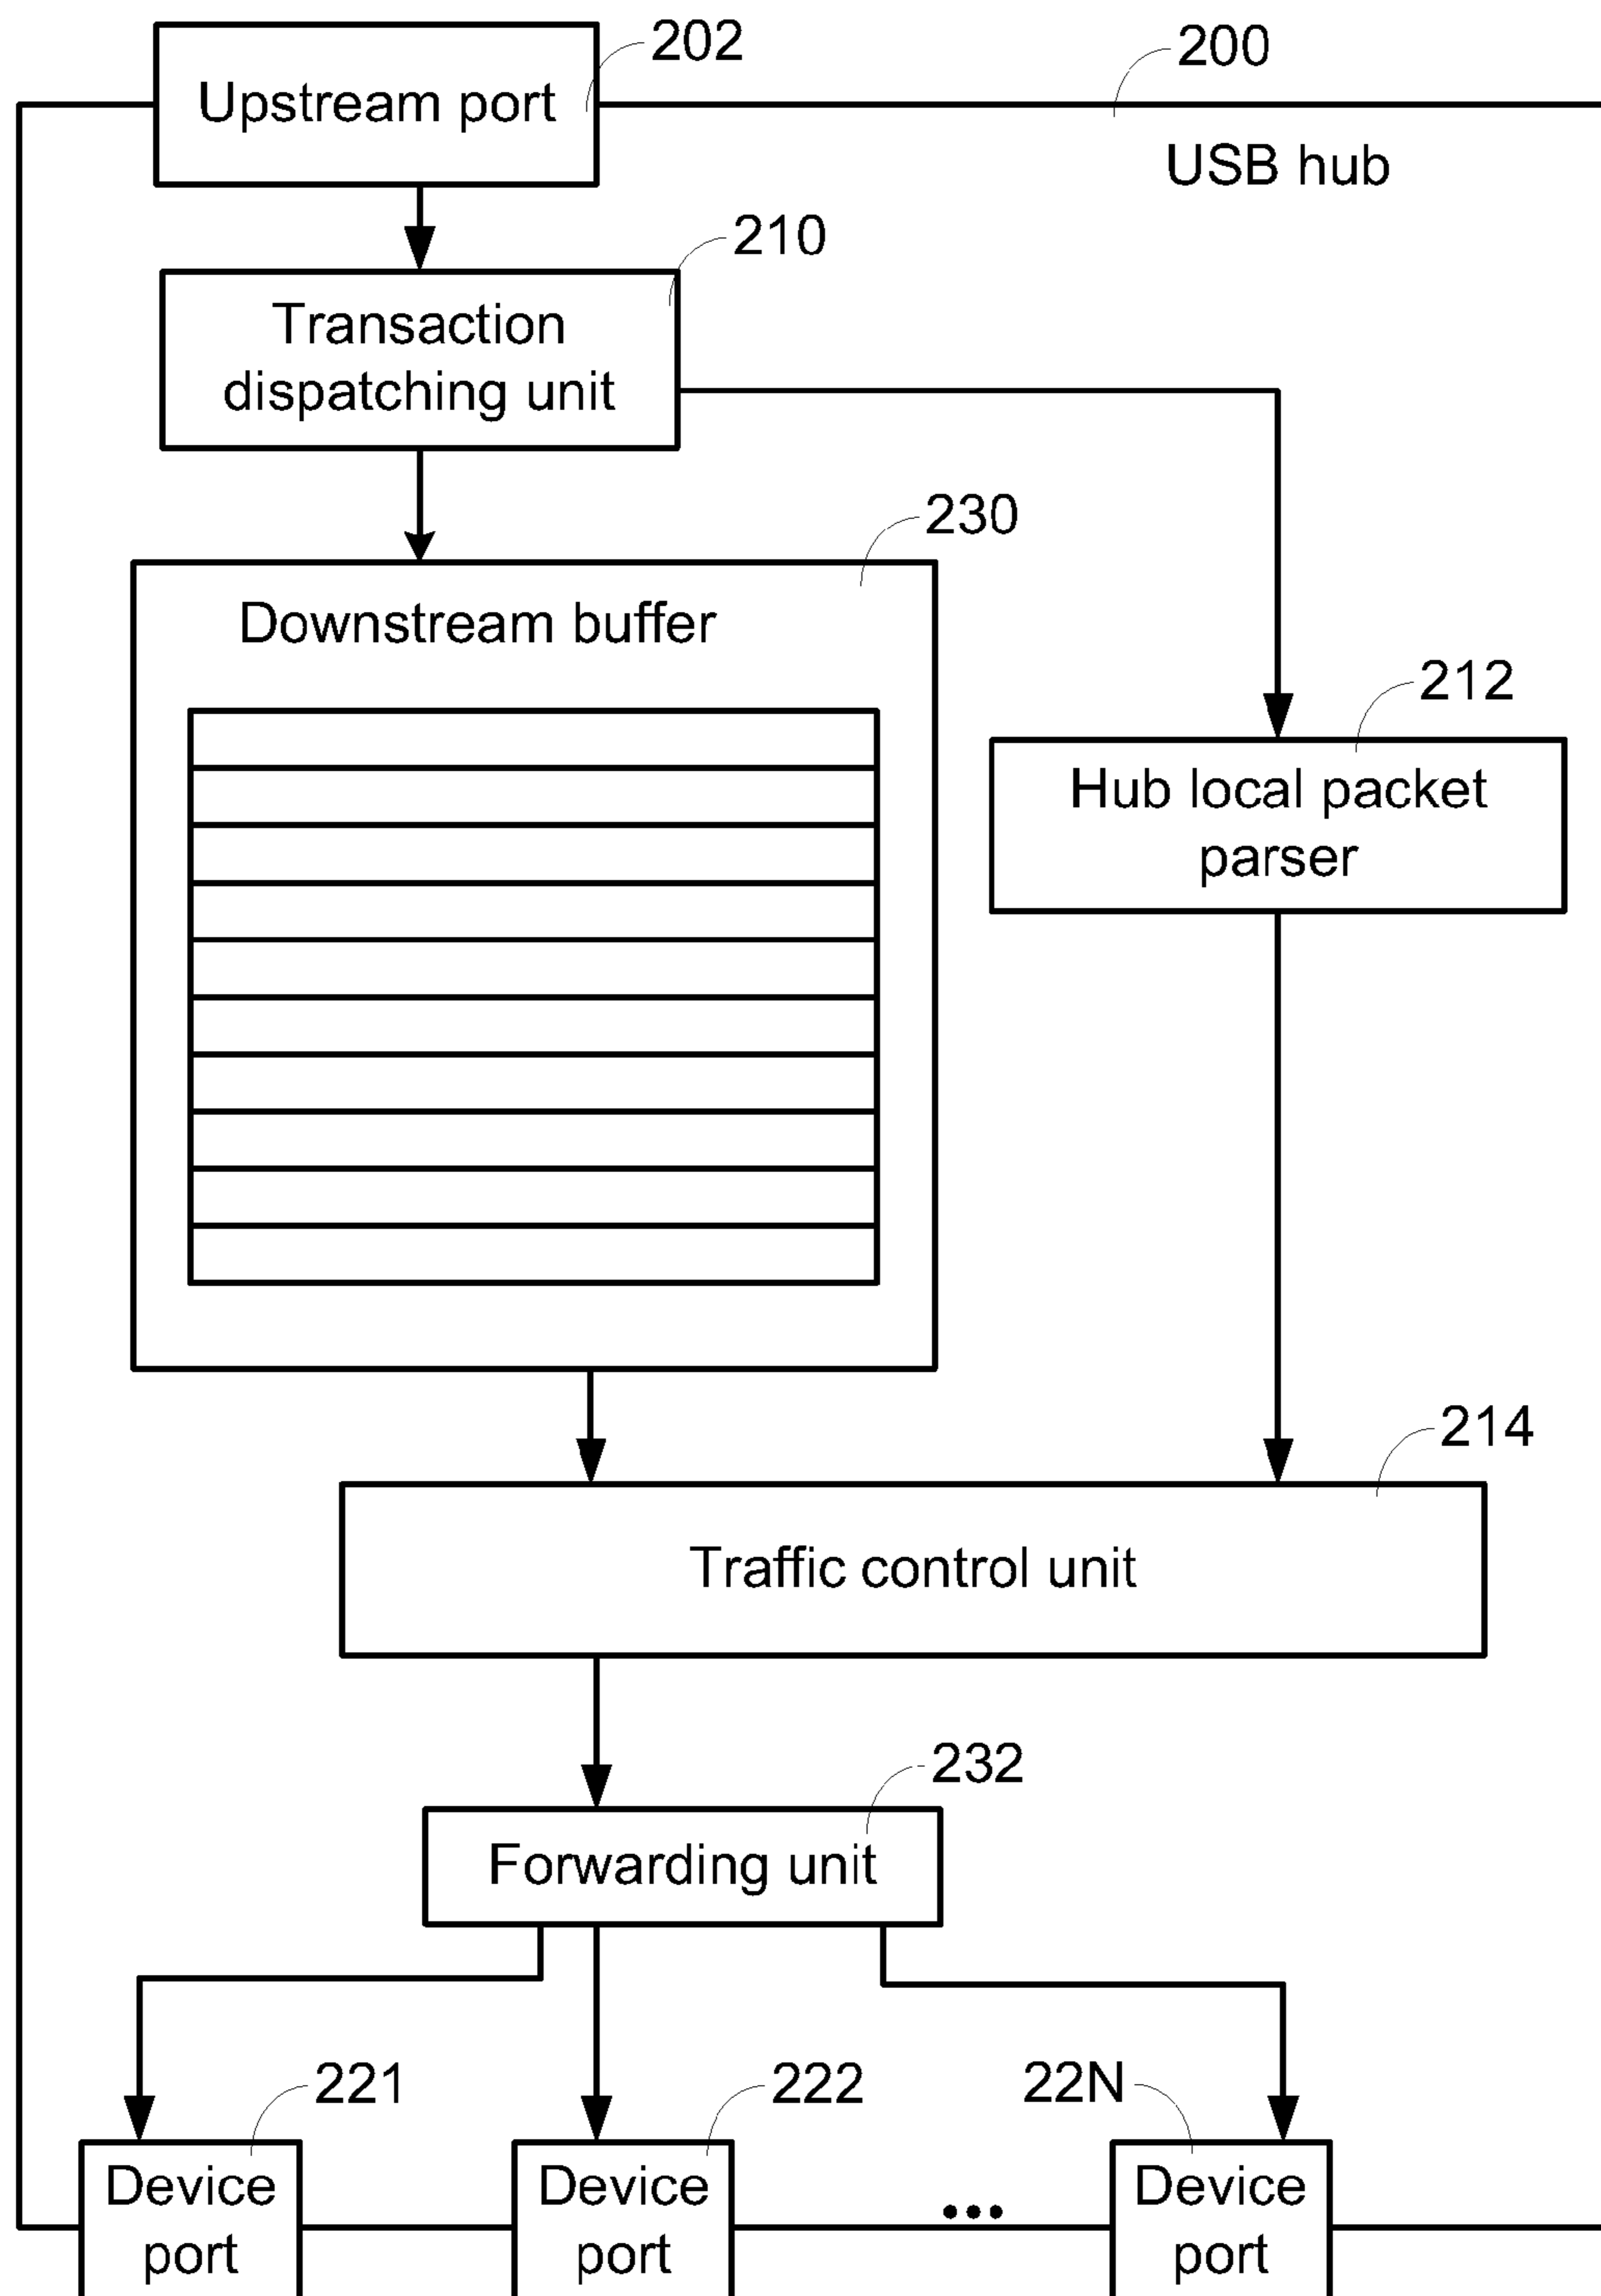 202
Upstream port
200
USB hub
210
Transaction
dispatching unit
230
Downstream buffer
212
Hub local packet
parser
214
Traffic control unit
232
Forwarding unit
221
222
22N
Device
port
Device
port
...
Device
port